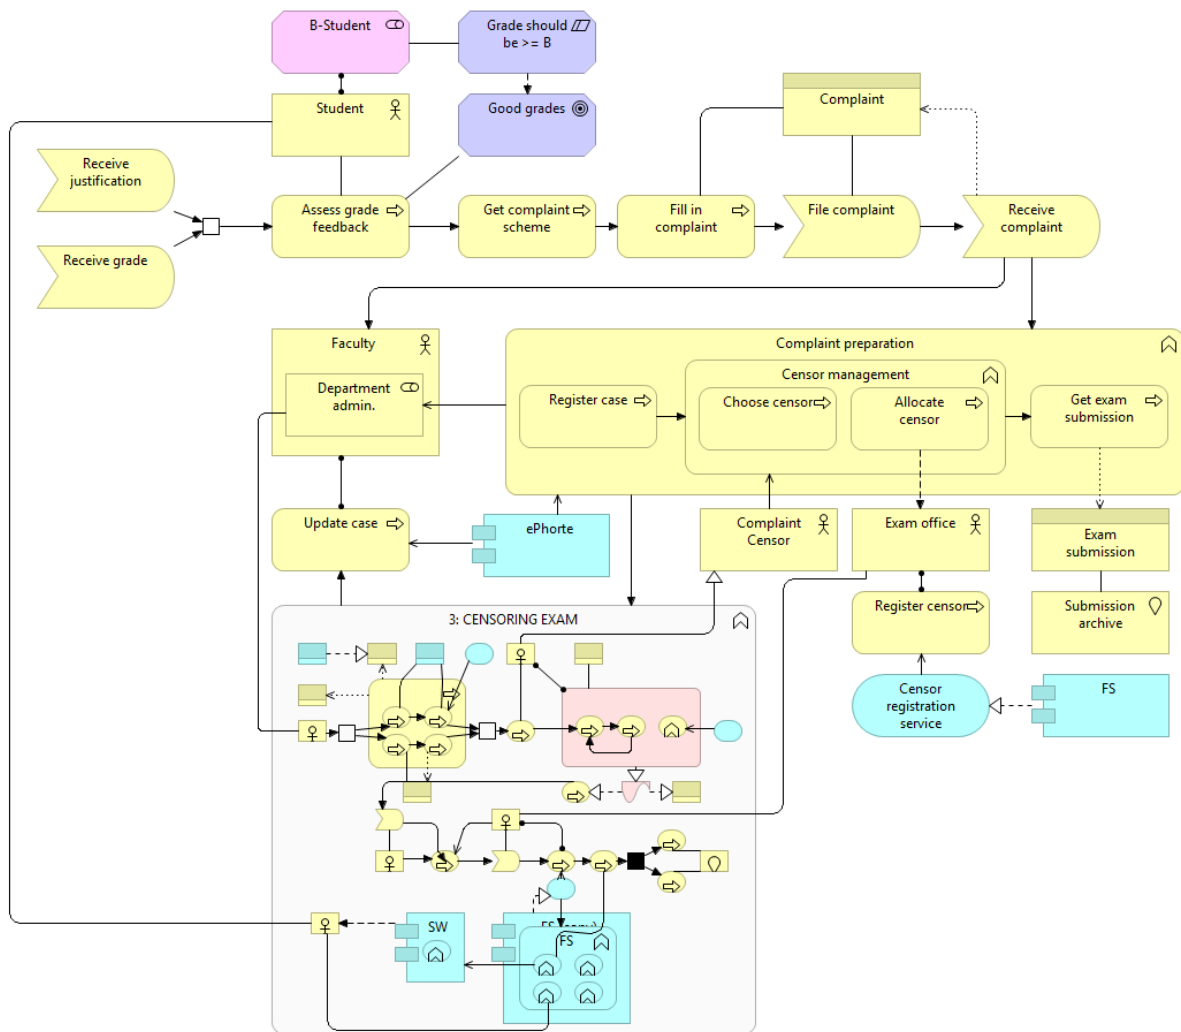 B-Student
Grade should
be >= B
Student
Good grades
Complaint
Receive
justification
Receive grade
Assess grade
feedback
Get complaint
scheme
Fill in
complaint
File complaint
Receive
complaint
Faculty
Department
admin.
Complaint preparation
Censor management
Register case
Choose censor
Allocate
censor
Get exam
submission
Update case
ePhorte
Complaint
Censor
Exam office
Exam
submission
Register censor
Submission
archive
Censor
registration
service
FS
3: CENSORING EXAM
SW
FS